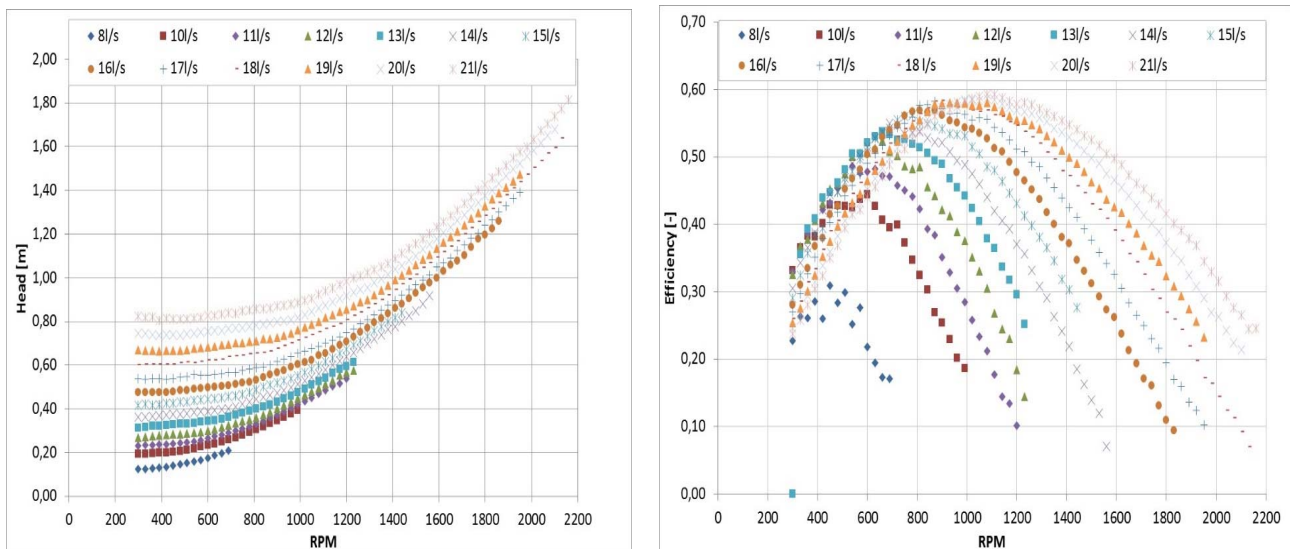 8l/s 10l/s 11l/s 12l/s 13l/s 14l/s 15l/s
16l/s 17l/s 18l/s 19l/s 20l/s 21l/s
2,00
1,80
1,60
1,40
1,20
1,00
0,80
0,60
0,40
0,20
0,00
Head [m]
0 200 400 600 800 1000 1200 1400 1600 1800 2000 2200
RPM
0,70
8l/s 10l/s 11l/s 12l/s 13l/s 14l/s 15l/s
16l/s 17l/s 18 l/s 19l/s 20l/s 21l/s
0,60
0,50
0,40
0,30
0,20
0,10
0,00
Efficiency [-]
200 400 600 800 1000 1200 1400 1600 1800 2000 2200
RPM